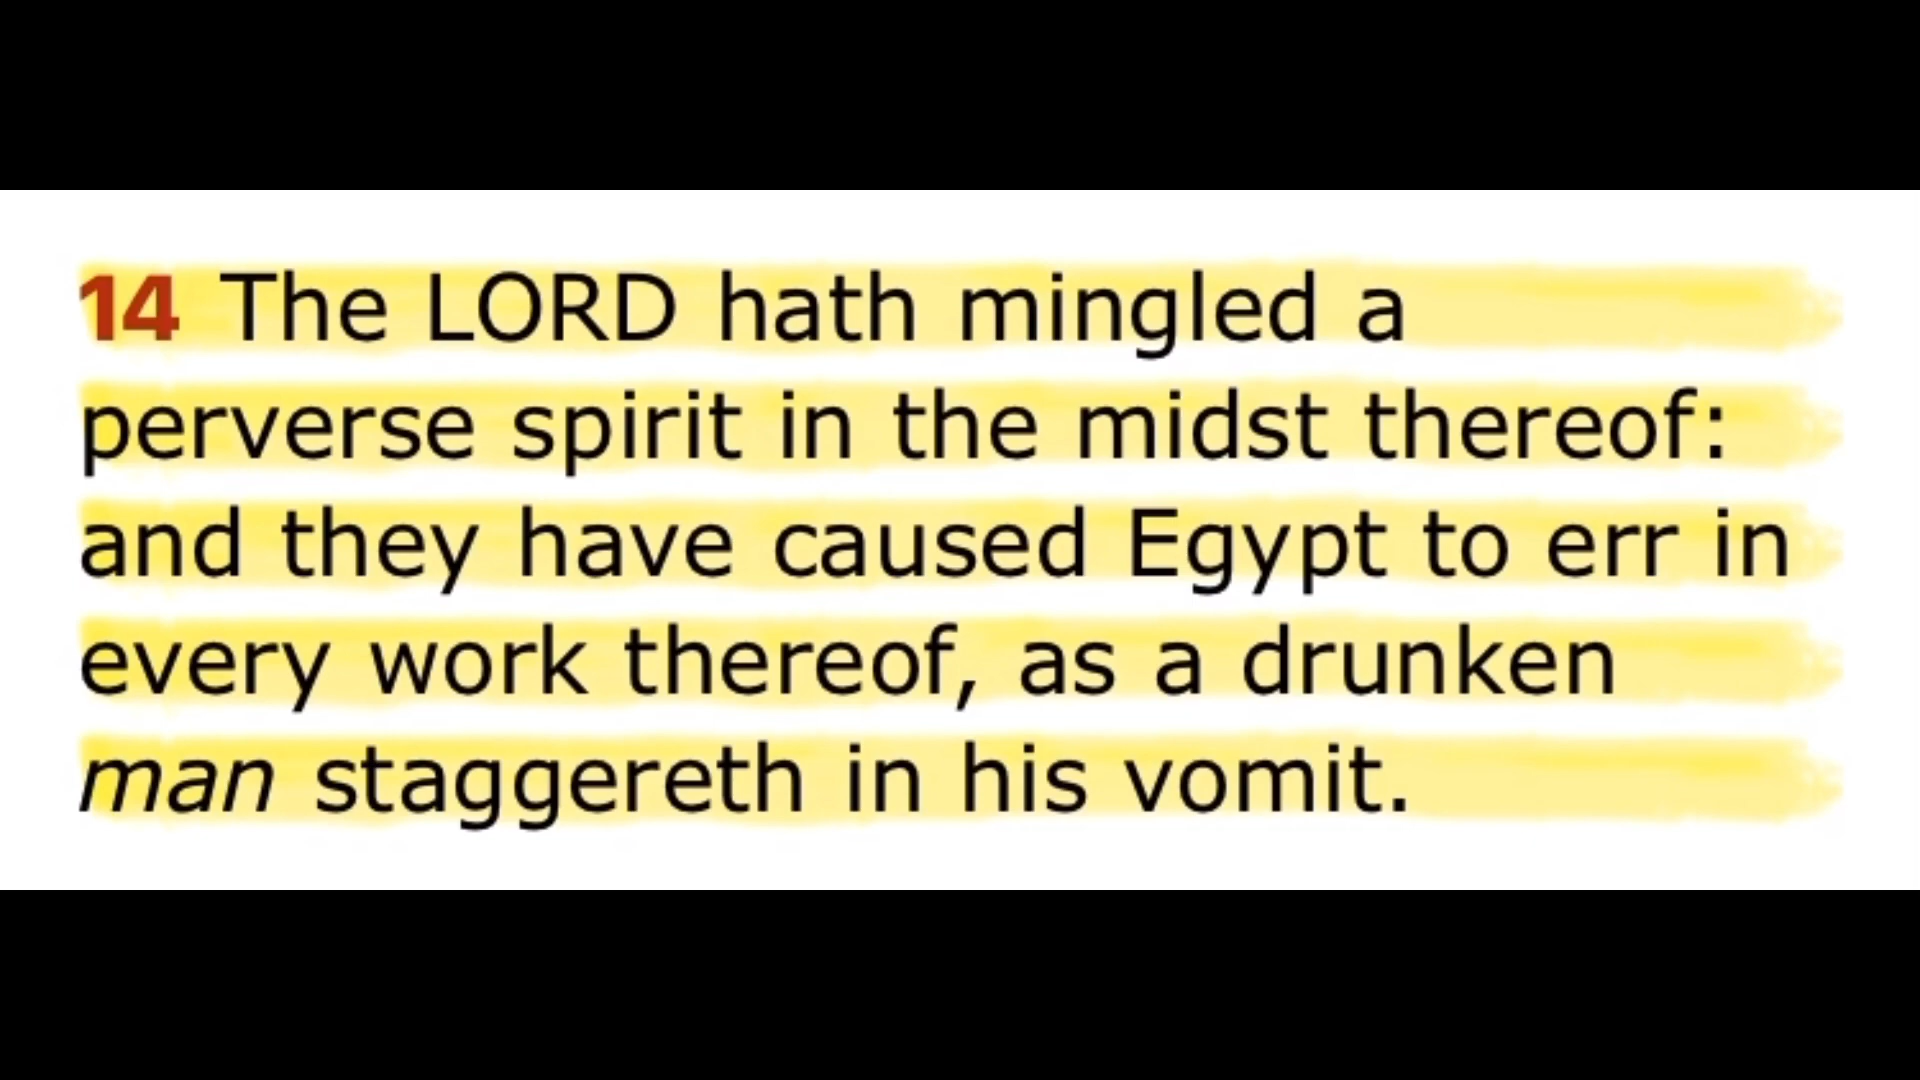 14 The LORD hath mingled a
perverse spirit in the midst thereof:
and they have caused Egypt to err in
every work thereof, as a drunken
man staggereth in his vomit.